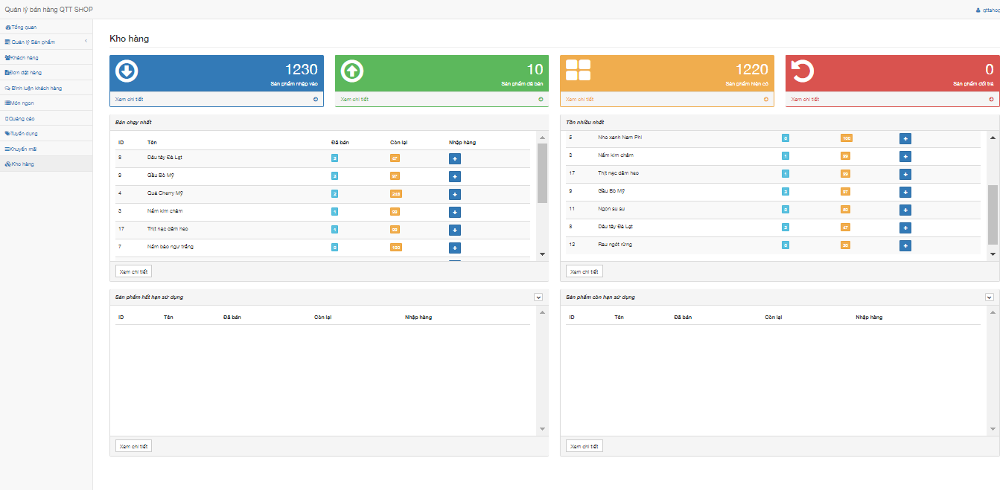 Quản lý bán hàng QTT SHOP
qttshop
Tổng quan
Quản lý Sản phẩm
Khách hàng
Đơn đặt hàng
Bình luận khách hàng
Món ngon
Quảng cáo
Tuyển dụng
Khuyến mãi
Kho hàng
Kho hàng
1230
Sản phẩm nhập vào
Xem chi tiết
10
Sản phẩm đã bán
Xem chi tiết
1220
Sản phẩm hiện có
Xem chi tiết
0
Sản phẩm đổi trả
Xem chi tiết
Bán chạy nhất
ID Tên Đã bán Còn lại Nhập hàng
8 Dâu tây Đà Lạt 3 47
9 Gầu Bò Mỹ 3 97
4 Quả Cherry Mỹ 2 348
3 Nấm kim châm 1 99
17 Thịt nạc dăm heo 1 99
7 Nấm bào ngư trắng 0 100
Xem chi tiết
Tồn nhiều nhất
5 Nho xanh Nam Phi 0 100
3 Nấm kim châm 1 99
17 Thịt nạc dăm heo 1 99
9 Gầu Bò Mỹ 3 97
11 Ngọn su su 0
8 Dâu tây Đà Lạt 3 47
12 Rau ngót rừng 0 30
Xem chi tiết
Sản phẩm hết hạn sử dụng
ID Tên Đã bán Còn lại Nhập hàng
Xem chi tiết
Sản phẩm còn hạn sử dụng
ID Tên Đã bán Còn lại Nhập hàng
Xem chi tiết